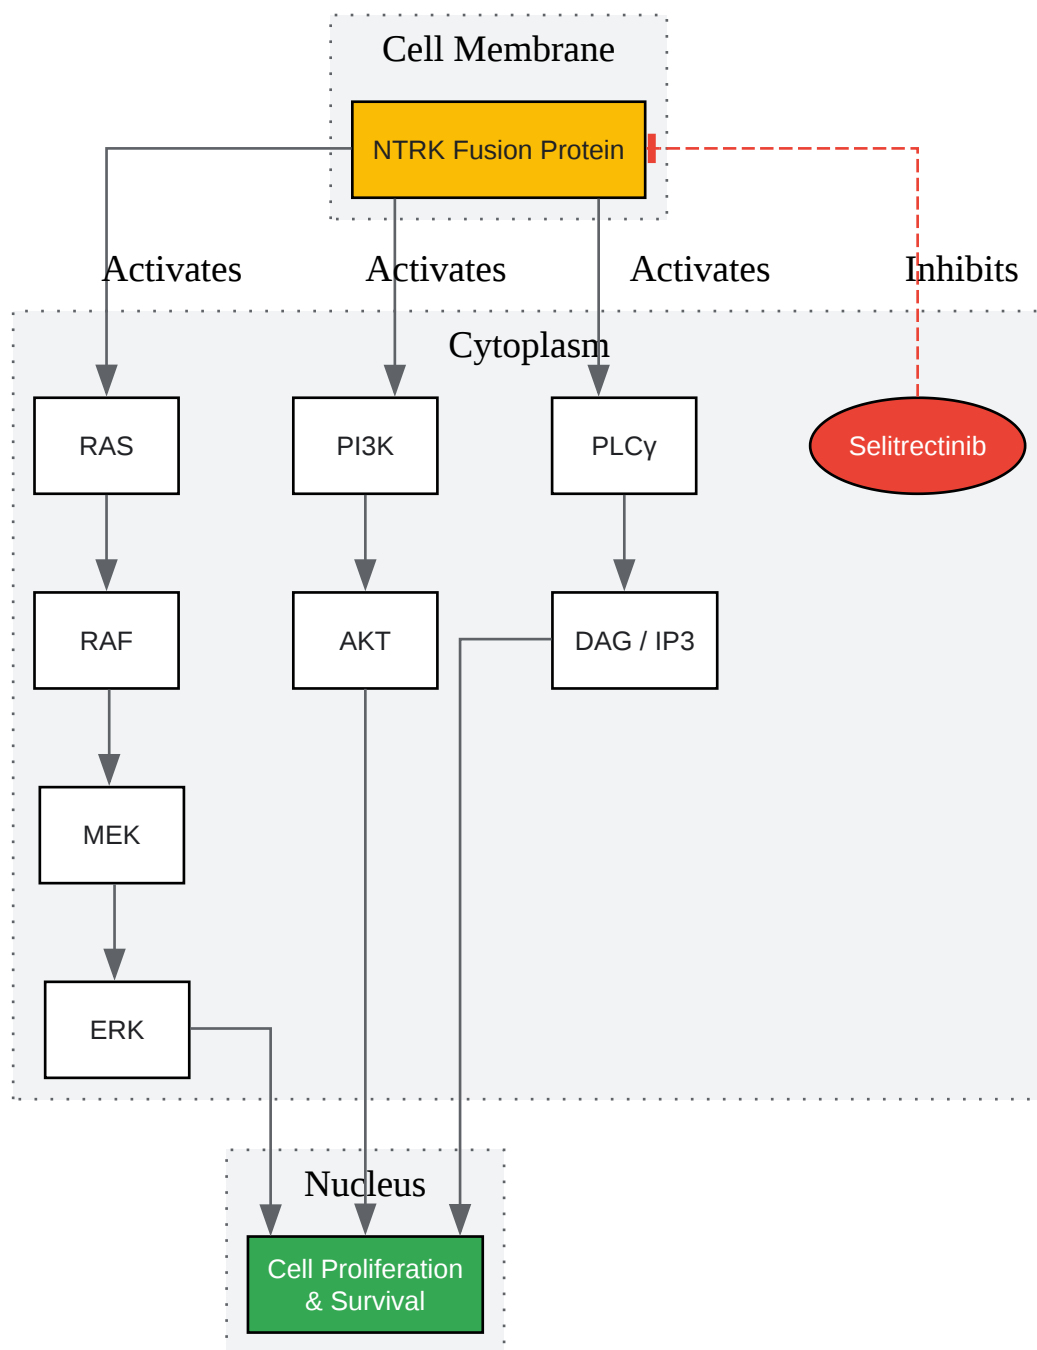 Cell Membrane
NTRK Fusion Protein
Activates
Activates
Activates
Inhibits
Cytoplasm
RAS
PI3K
PLCγ
Selitrectinib
RAF
AKT
DAG / IP3
MEK
ERK
Nucleus
Cell Proliferation
& Survival